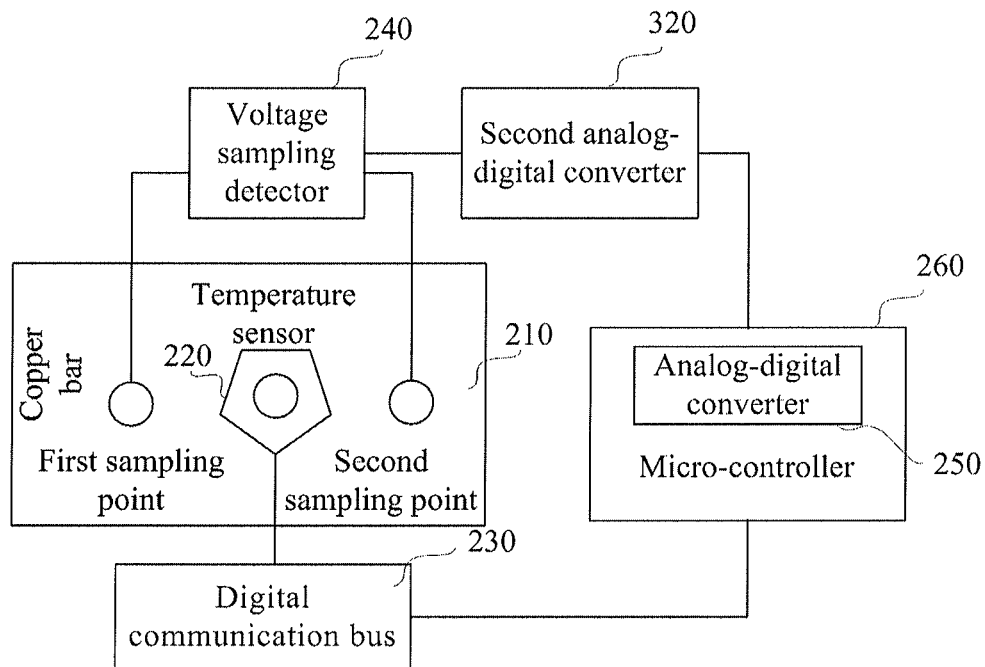 240
320
Voltage
sampling
detector
Second analog-
digital converter
260
Temperature
sensor
210
220
Copper
bar
Analog-digital
converter
First sampling
point
Second
sampling point
Micro-controller
250
230
Digital
communication bus